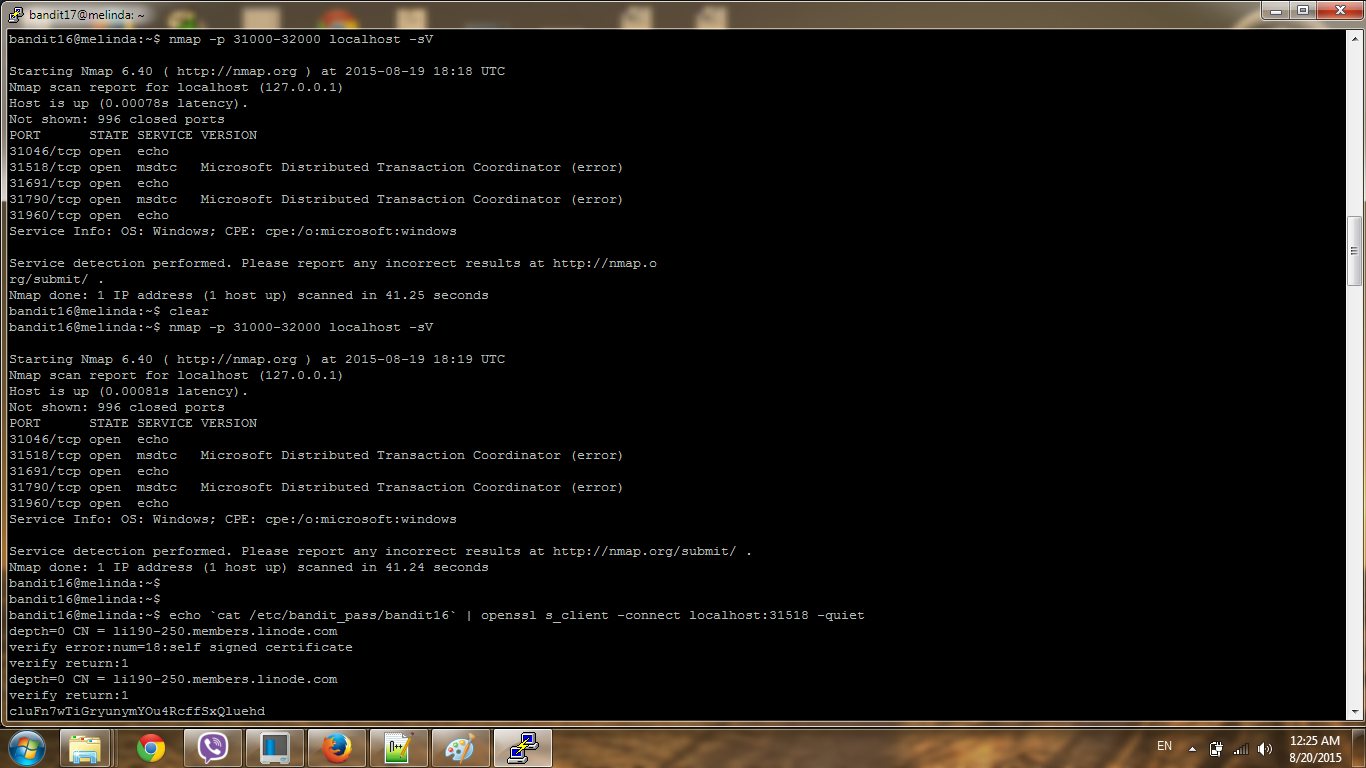 bandit17@melinda: ~
bandit16@melinda:~$ nmap -p 31000-32000 localhost -sV
Starting Nmap 6.40 ( http://nmap.org ) at 2015-08-19 18:18 UTC
Nmap scan report for localhost (127.0.0.1)
Host is up (0.00078s latency).
Not shown: 996 closed ports
PORT      STATE SERVICE VERSION
31046/tcp open  echo
31518/tcp open  msdtc   Microsoft Distributed Transaction Coordinator (error)
31691/tcp open  echo
31790/tcp open  msdtc   Microsoft Distributed Transaction Coordinator (error)
31960/tcp open  echo
Service Info: OS: Windows; CPE: cpe:/o:microsoft:windows
Service detection performed. Please report any incorrect results at http://nmap.o
rg/submit/ .
Nmap done: 1 IP address (1 host up) scanned in 41.25 seconds
bandit16@melinda:~$ clear
bandit16@melinda:~$ nmap -p 31000-32000 localhost -sV
Starting Nmap 6.40 ( http://nmap.org ) at 2015-08-19 18:19 UTC
Nmap scan report for localhost (127.0.0.1)
Host is up (0.00081s latency).
Not shown: 996 closed ports
PORT      STATE SERVICE VERSION
31046/tcp open  echo
31518/tcp open  msdtc   Microsoft Distributed Transaction Coordinator (error)
31691/tcp open  echo
31790/tcp open  msdtc   Microsoft Distributed Transaction Coordinator (error)
31960/tcp open  echo
Service Info: OS: Windows; CPE: cpe:/o:microsoft:windows
Service detection performed. Please report any incorrect results at http://nmap.org/submit/ .
Nmap done: 1 IP address (1 host up) scanned in 41.24 seconds
bandit16@melinda:~$
bandit16@melinda:~$
bandit16@melinda:~$ echo `cat /etc/bandit_pass/bandit16` | openssl s_client -connect localhost:31518 -quiet
depth=0 CN = li190-250.members.linode.com
verify error:num=18:self signed certificate
verify return:1
depth=0 CN = li190-250.members.linode.com
verify return:1
cluFn7wTiGryunymYOu4RcffSxQluehd
EN
12:25 AM
8/20/2015